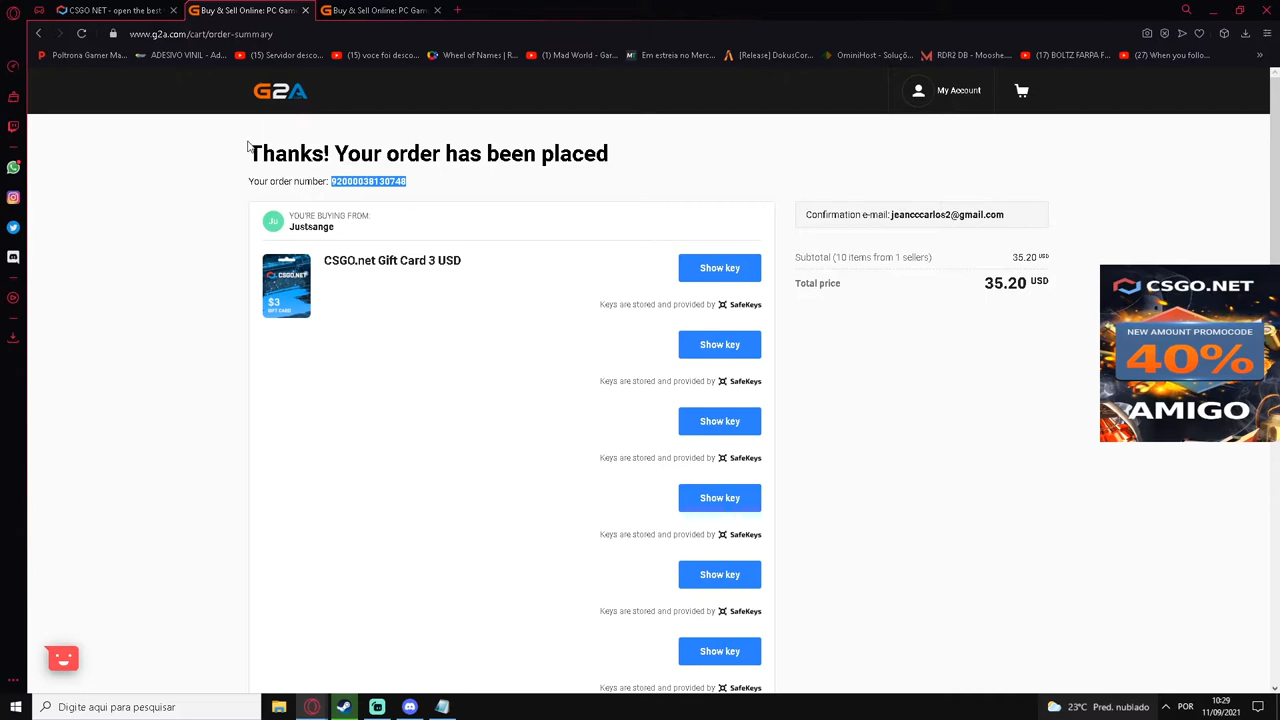 CSGO.NET - open the best
Buy & Sell Online: PC Gam
Buy & Sell Online: PC Gam
www.g2a.com/cart/order-summary
Poltrona Gamer Ma...
ADESIVO VINIL - Ad...
(15) Servidor desco...
(15) voce foi desco...
Wheel of Names | R...
(1) Mad World - Gar...
Em estreia no Merc...
[Release] DokusCor...
OminiHost - Soluçõ...
RDR2 DB - Mooshe...
(17) BOLTZ FARPA F...
(27) When you follo...
G2A
My Account
Thanks! Your order has been placed
Your order number: 92000038130748
Ju
YOU'RE BUYING FROM:
Justsange
Confirmation e-mail: jeancccarlos2@gmail.com
CSGO.net Gift Card 3 USD
Show key
Subtotal (10 items from 1 sellers)
35.20 USD
Total price
35.20 USD
CSGO.NET
$3
GIFT CARD
Keys are stored and provided by SafeKeys
Show key
Keys are stored and provided by SafeKeys
Show key
Keys are stored and provided by SafeKeys
Show key
Keys are stored and provided by SafeKeys
Show key
Keys are stored and provided by SafeKeys
Show key
Keys are stored and provided by SafeKeys
CSGO.NET
NEW AMOUNT PROMOCODE
40%
AMIGO
Digite aqui para pesquisar
23°C Pred. nublado
POR
10:29
11/09/2021